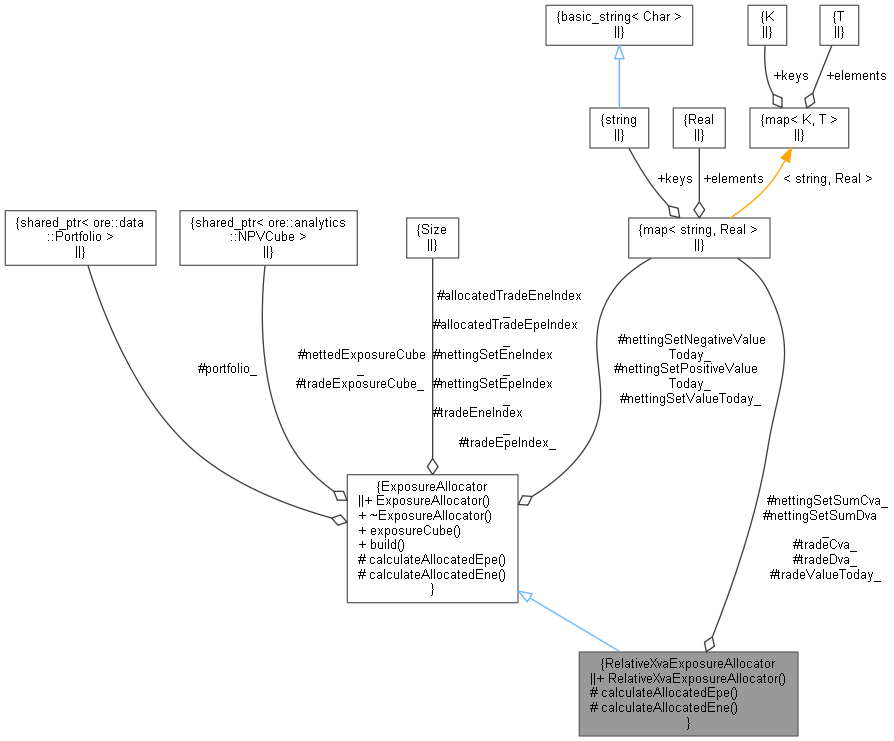 {basic_string< Char >
||}
{K
||}
{T
||}
+keys
+elements
{string
||}
{Real
||}
{map< K, T >
||}
+keys
+elements
< string, Real >
{shared_ptr< ore::data
::Portfolio >
||}
{shared_ptr< ore::analytics
::NPVCube >
||}
{Size
||}
{map< string, Real >
||}
#portfolio_
#nettedExposureCube
_
#tradeExposureCube_
#allocatedTradeEneIndex
_
#allocatedTradeEpeIndex
_
#nettingSetEneIndex
_
#nettingSetEpeIndex
_
#tradeEneIndex
_
#tradeEpeIndex_
#nettingSetNegativeValue
Today_
#nettingSetPositiveValue
Today_
#nettingSetValueToday_
{ExposureAllocator
||+ ExposureAllocator()
+ ~ExposureAllocator()
+ exposureCube()
+ build()
# calculateAllocatedEpe()
# calculateAllocatedEne()
}
#nettingSetSumCva_
#nettingSetSumDva
_
#tradeCva_
#tradeDva_
#tradeValueToday_
{RelativeXvaExposureAllocator
||+ RelativeXvaExposureAllocator()
# calculateAllocatedEpe()
# calculateAllocatedEne()
}